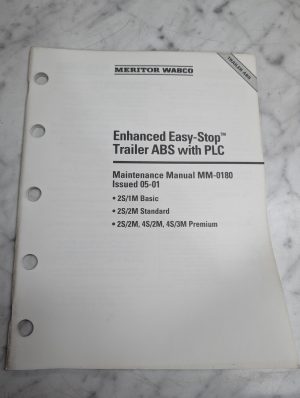 TRAILER ABS
MERITOR WABCO
Enhanced Easy-Stop™
Trailer ABS with PLC
Maintenance Manual MM-0180
Issued 05-01
• 2S/1M Basic
• 2S/2M Standard
• 2S/2M, 4S/2M, 4S/3M Premium